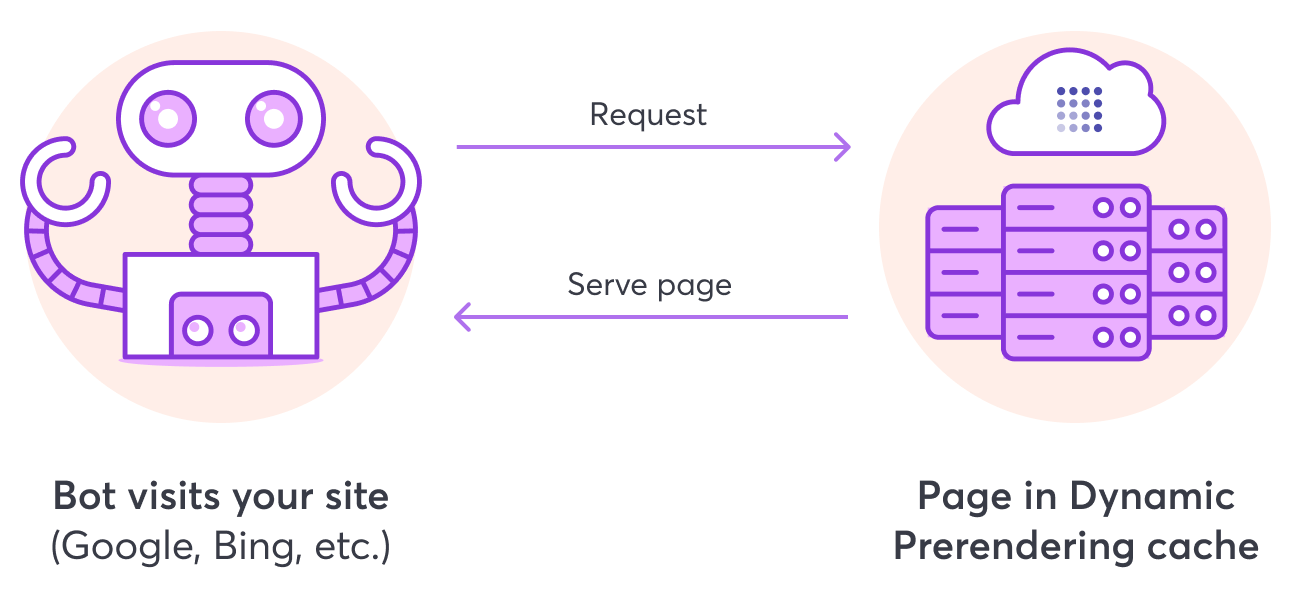 Request
Serve page
Bot visits your site
(Google, Bing, etc.)
Page in Dynamic
Prerendering cache